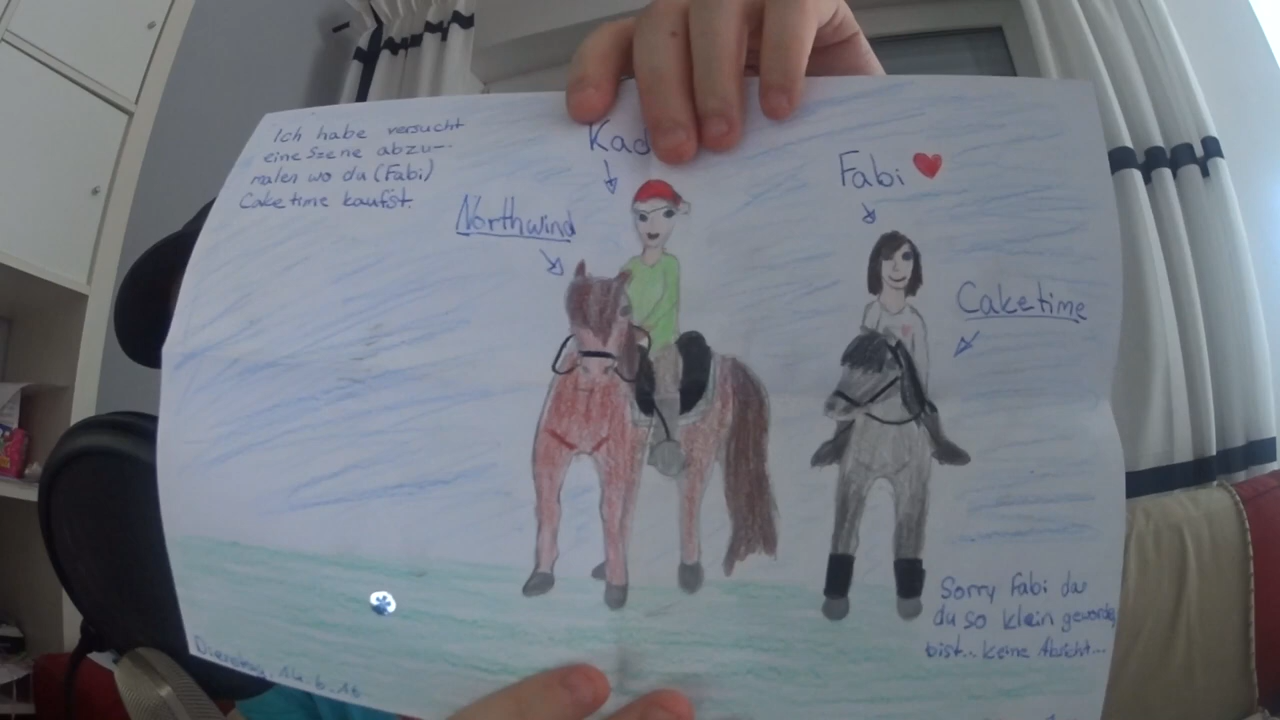 Ich habe versucht
eine Szene abzu-
malen wo du (Fabi)
Caketime kaufst.
Northwind
Fabi
Caketime
Sorry Fabi da
du so klein geworden
bist... keine Absicht...